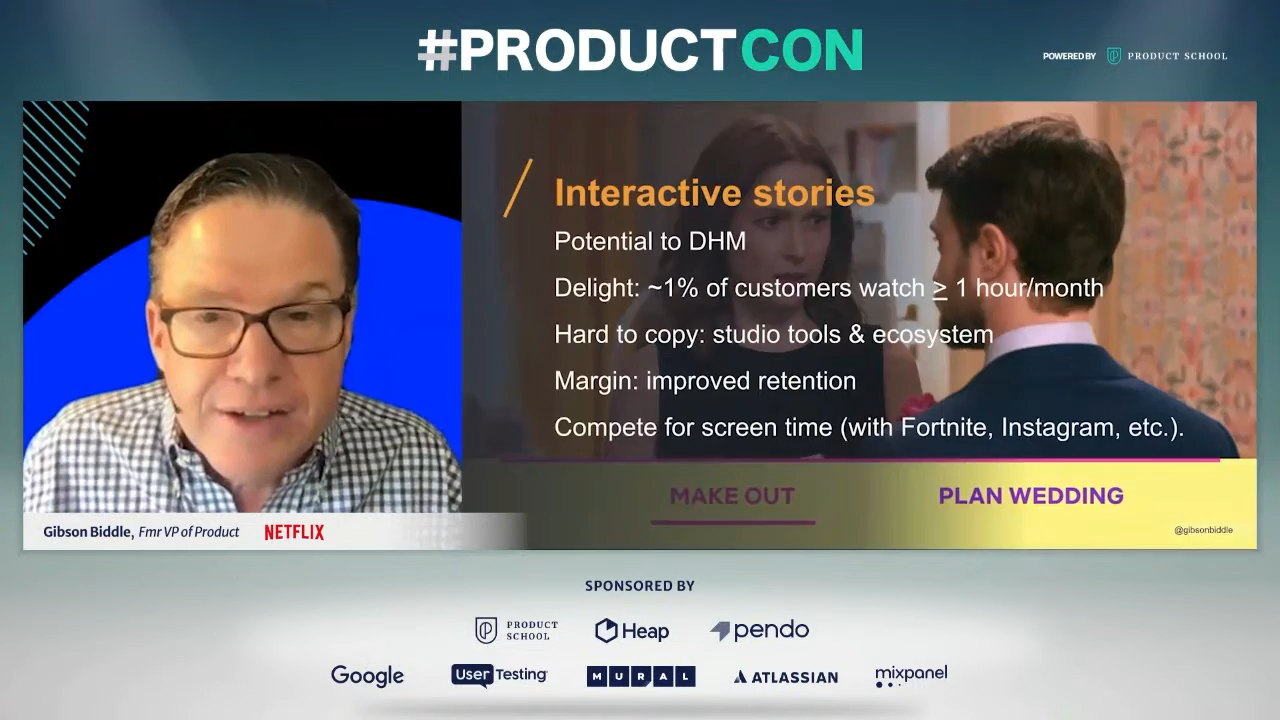 #PRODUCTCON
POWERED BY PRODUCT SCHOOL
Interactive stories
Potential to DHM
Delight: ~1% of customers watch ≥ 1 hour/month
Hard to copy: studio tools & ecosystem
Margin: improved retention
Compete for screen time (with Fortnite, Instagram, etc.).
MAKE OUT PLAN WEDDING
@gibsonbiddle
Gibson Biddle, Fmr VP of Product NETFLIX
SPONSORED BY
PRODUCT SCHOOL Heap pendo
Google UserTesting MURAL ATLASSIAN mixpanel